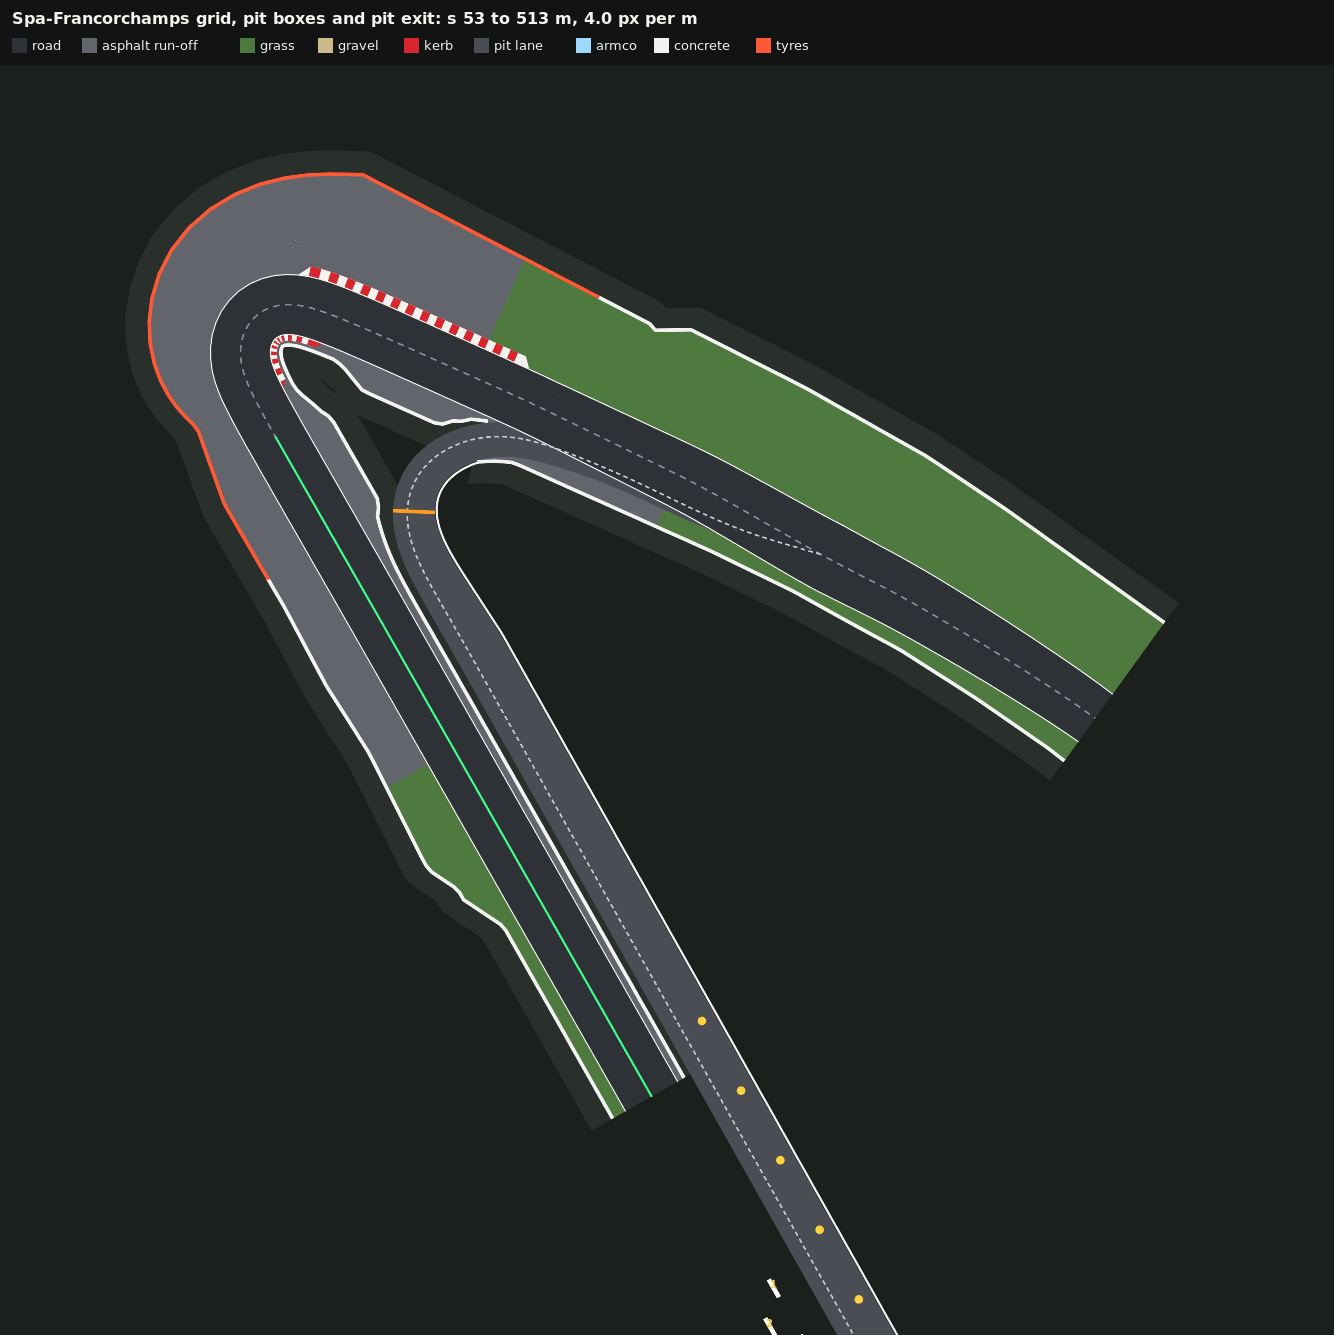 Spa-Francorchamps grid, pit boxes and pit exit: s 53 to 513 m, 4.0 px per m
road asphalt run-off grass gravel kerb pit lane armco concrete tyres